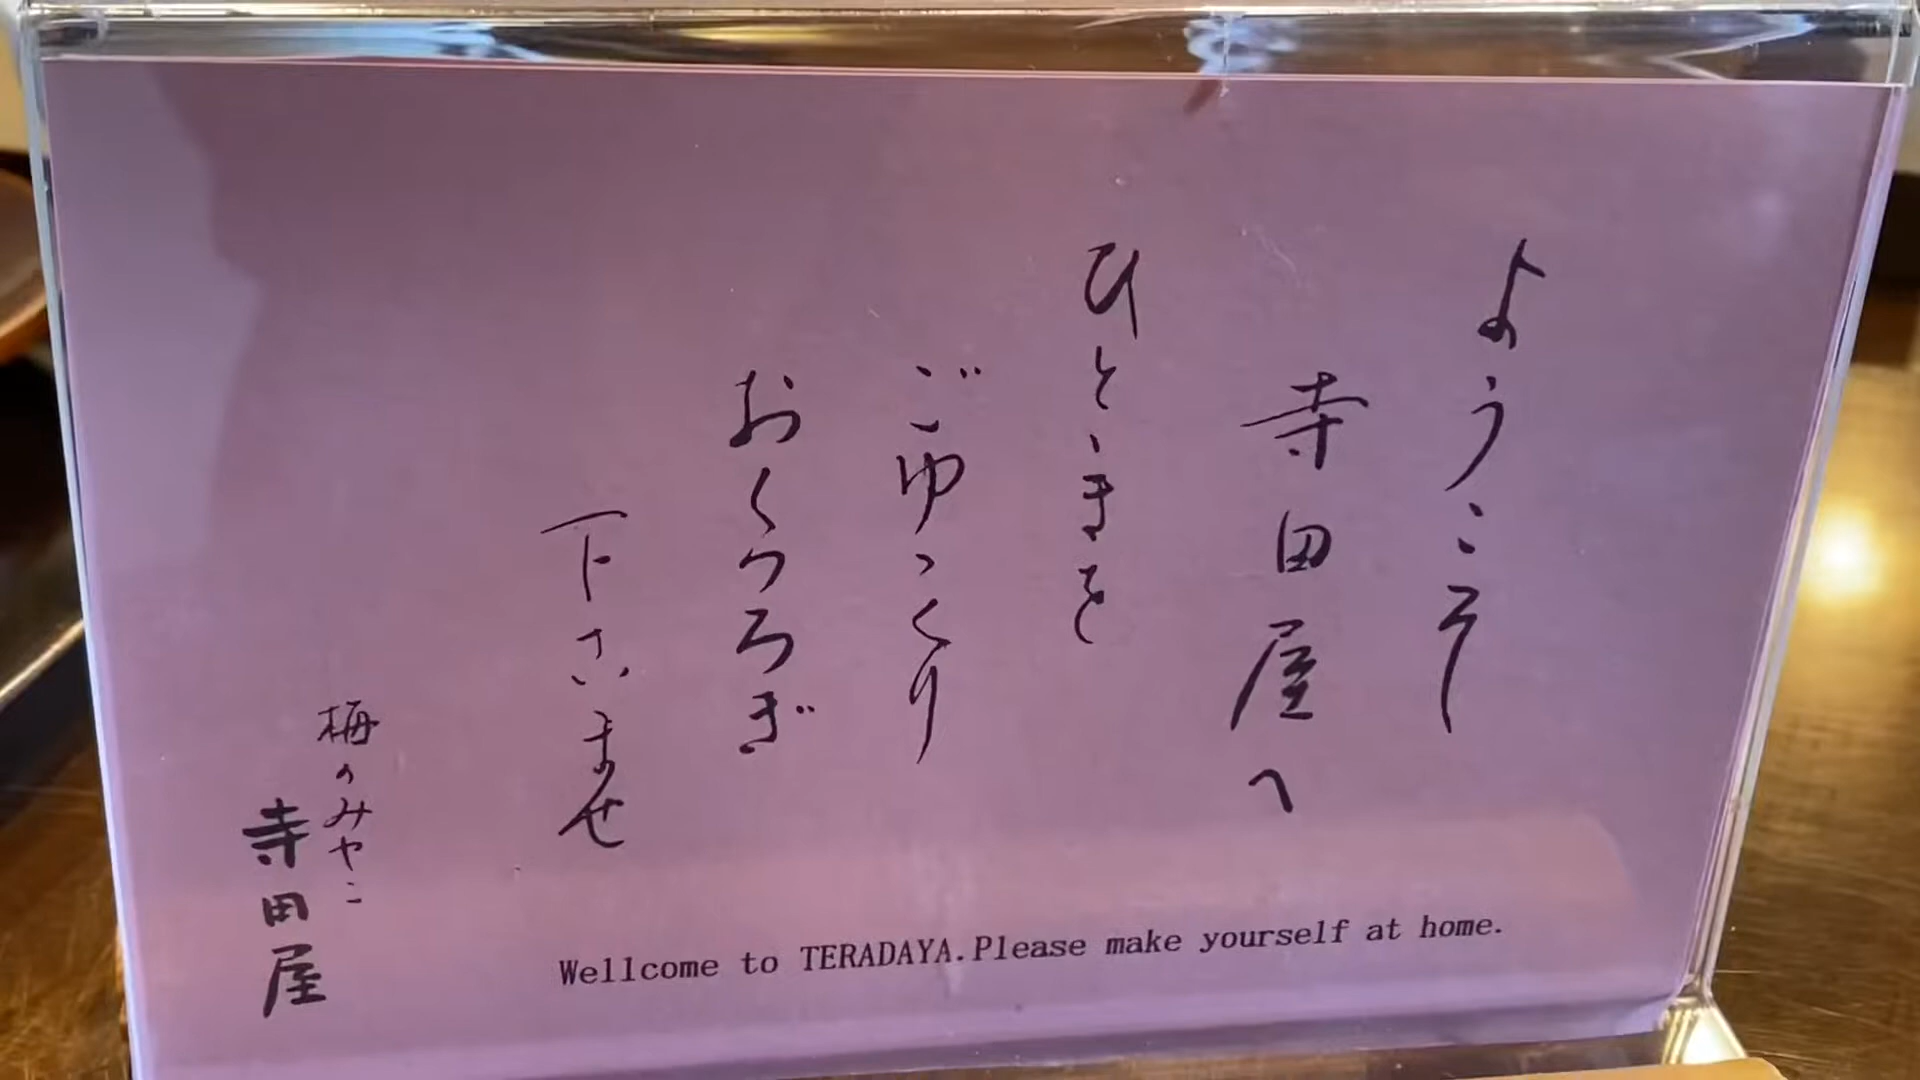 ようこそ
寺田屋へ
ひとときを
ごゆっくり
おくつろぎ
下さいませ
梅のみやこ
寺田屋
Wellcome to TERADAYA.Please make yourself at home.